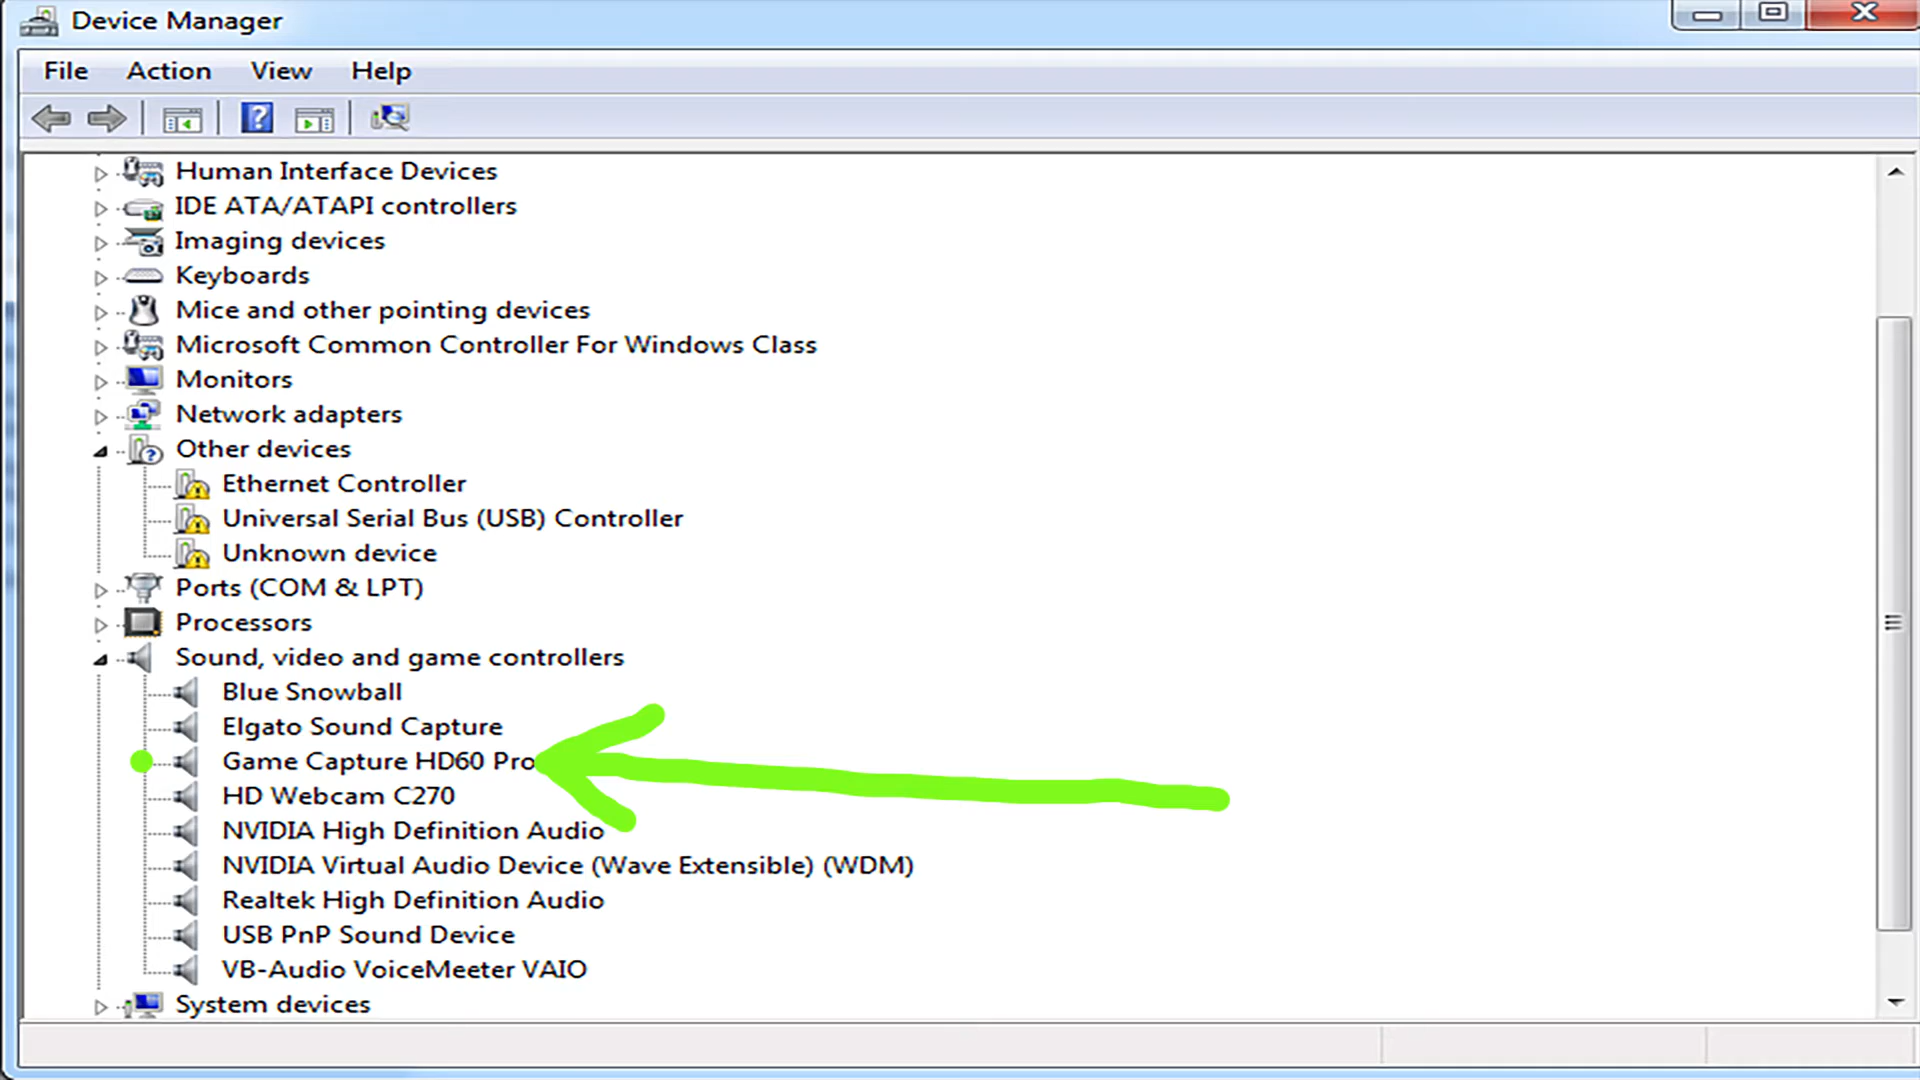 Device Manager
File Action View Help
Human Interface Devices
IDE ATA/ATAPI controllers
Imaging devices
Keyboards
Mice and other pointing devices
Microsoft Common Controller For Windows Class
Monitors
Network adapters
Other devices
Ethernet Controller
Universal Serial Bus (USB) Controller
Unknown device
Ports (COM & LPT)
Processors
Sound, video and game controllers
Blue Snowball
Elgato Sound Capture
Game Capture HD60 Pro
HD Webcam C270
NVIDIA High Definition Audio
NVIDIA Virtual Audio Device (Wave Extensible) (WDM)
Realtek High Definition Audio
USB PnP Sound Device
VB-Audio VoiceMeeter VAIO
System devices